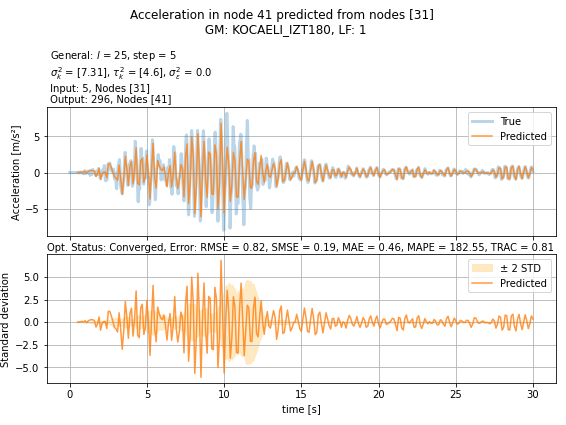 Acceleration in node 41 predicted from nodes [31]
GM: KOCAELI_IZT180, LF: 1
General: l = 25, step = 5
σ²ₖ = [7.31], τ²ₖ = [4.6], σ²ε = 0.0
Input: 5, Nodes [31]
Output: 296, Nodes [41]
Acceleration [m/s²]
5
0
−5
True
Predicted
Opt. Status: Converged, Error: RMSE = 0.82, SMSE = 0.19, MAE = 0.46, MAPE = 182.55, TRAC = 0.81
Standard deviation
5.0
2.5
0.0
−2.5
−5.0
± 2 STD
Predicted
0 5 10 15 20 25 30
time [s]